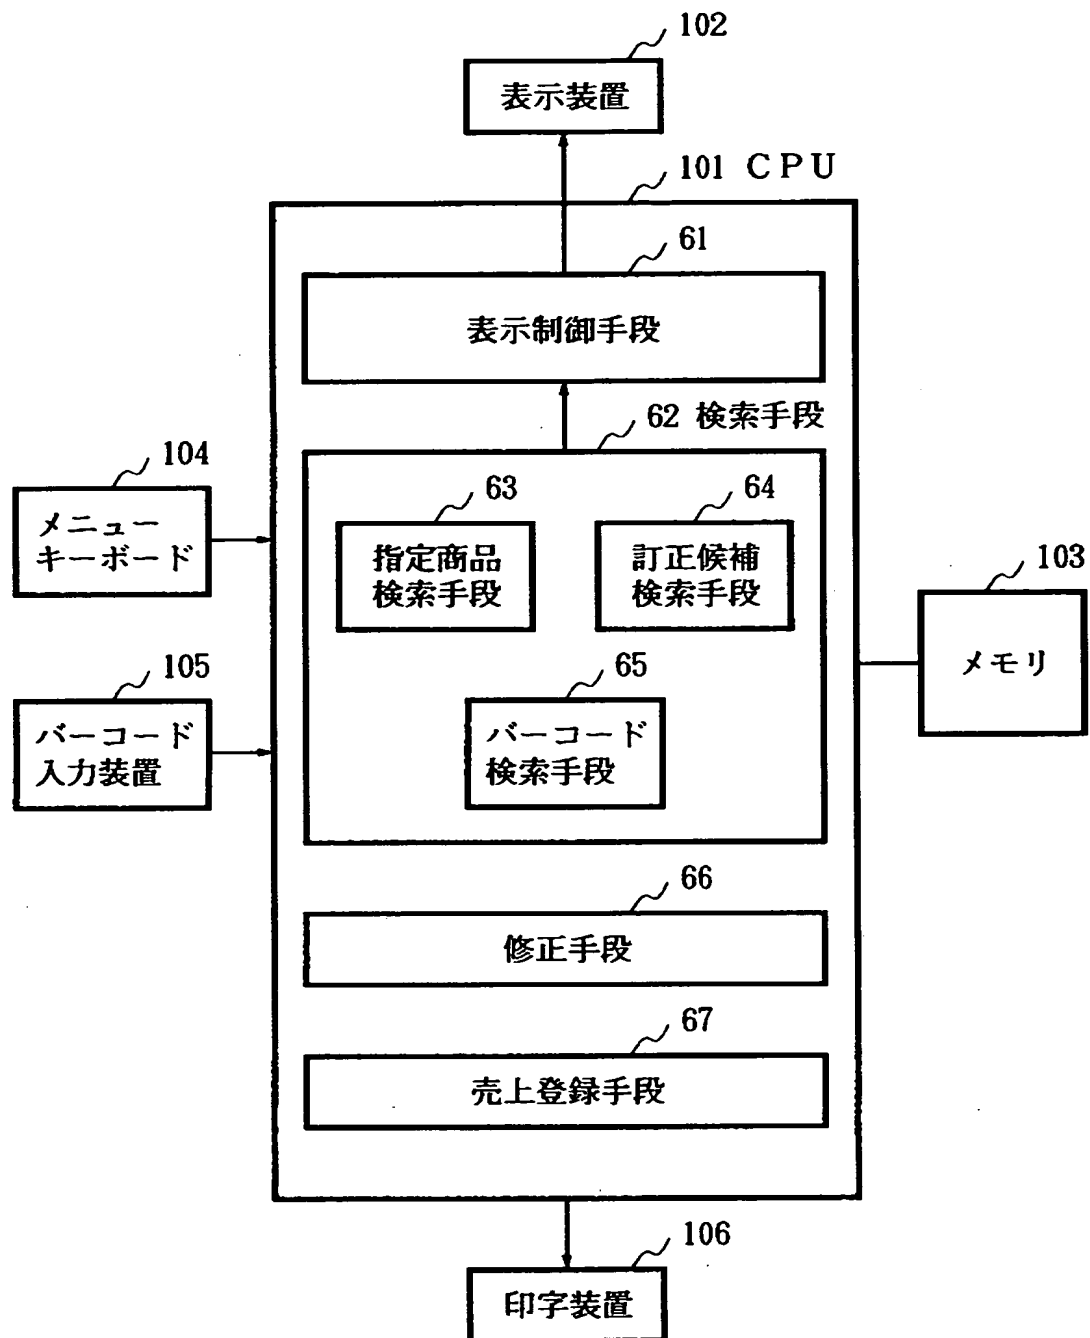 102
表示装置
101 CPU
61
表示制御手段
62 検索手段
104
メニュー
キーボード
63
指定商品
検索手段
64
訂正候補
検索手段
103
メモリ
105
バーコード
入力装置
65
バーコード
検索手段
66
修正手段
67
売上登録手段
106
印字装置